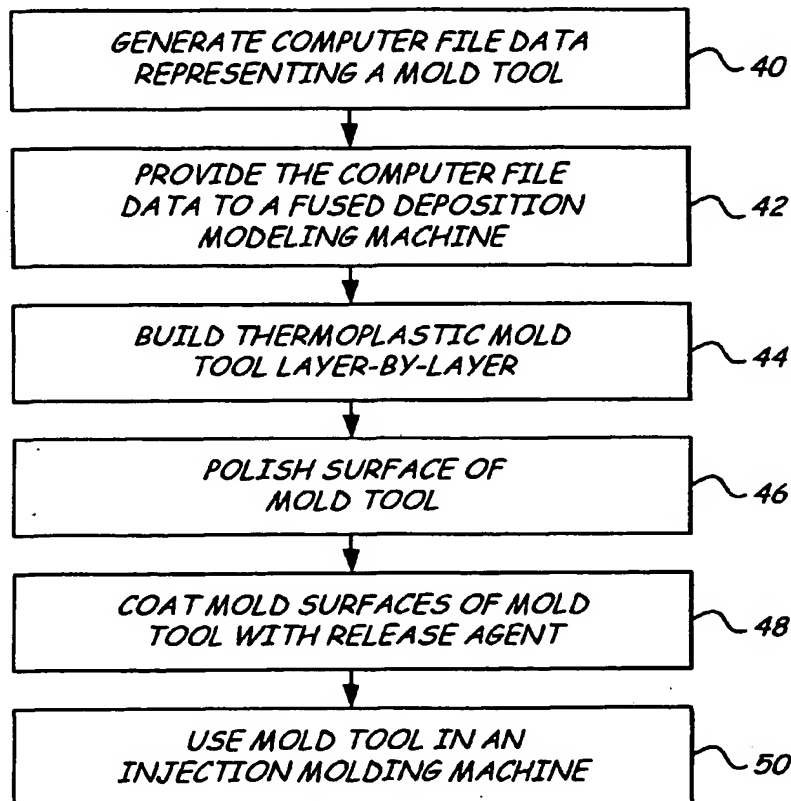 GENERATE COMPUTER FILE DATA
REPRESENTING A MOLD TOOL
40
PROVIDE THE COMPUTER FILE
DATA TO A FUSED DEPOSITION
MODELING MACHINE
42
BUILD THERMOPLASTIC MOLD
TOOL LAYER-BY-LAYER
44
POLISH SURFACE OF
MOLD TOOL
46
COAT MOLD SURFACES OF MOLD
TOOL WITH RELEASE AGENT
48
USE MOLD TOOL IN AN
INJECTION MOLDING MACHINE
50